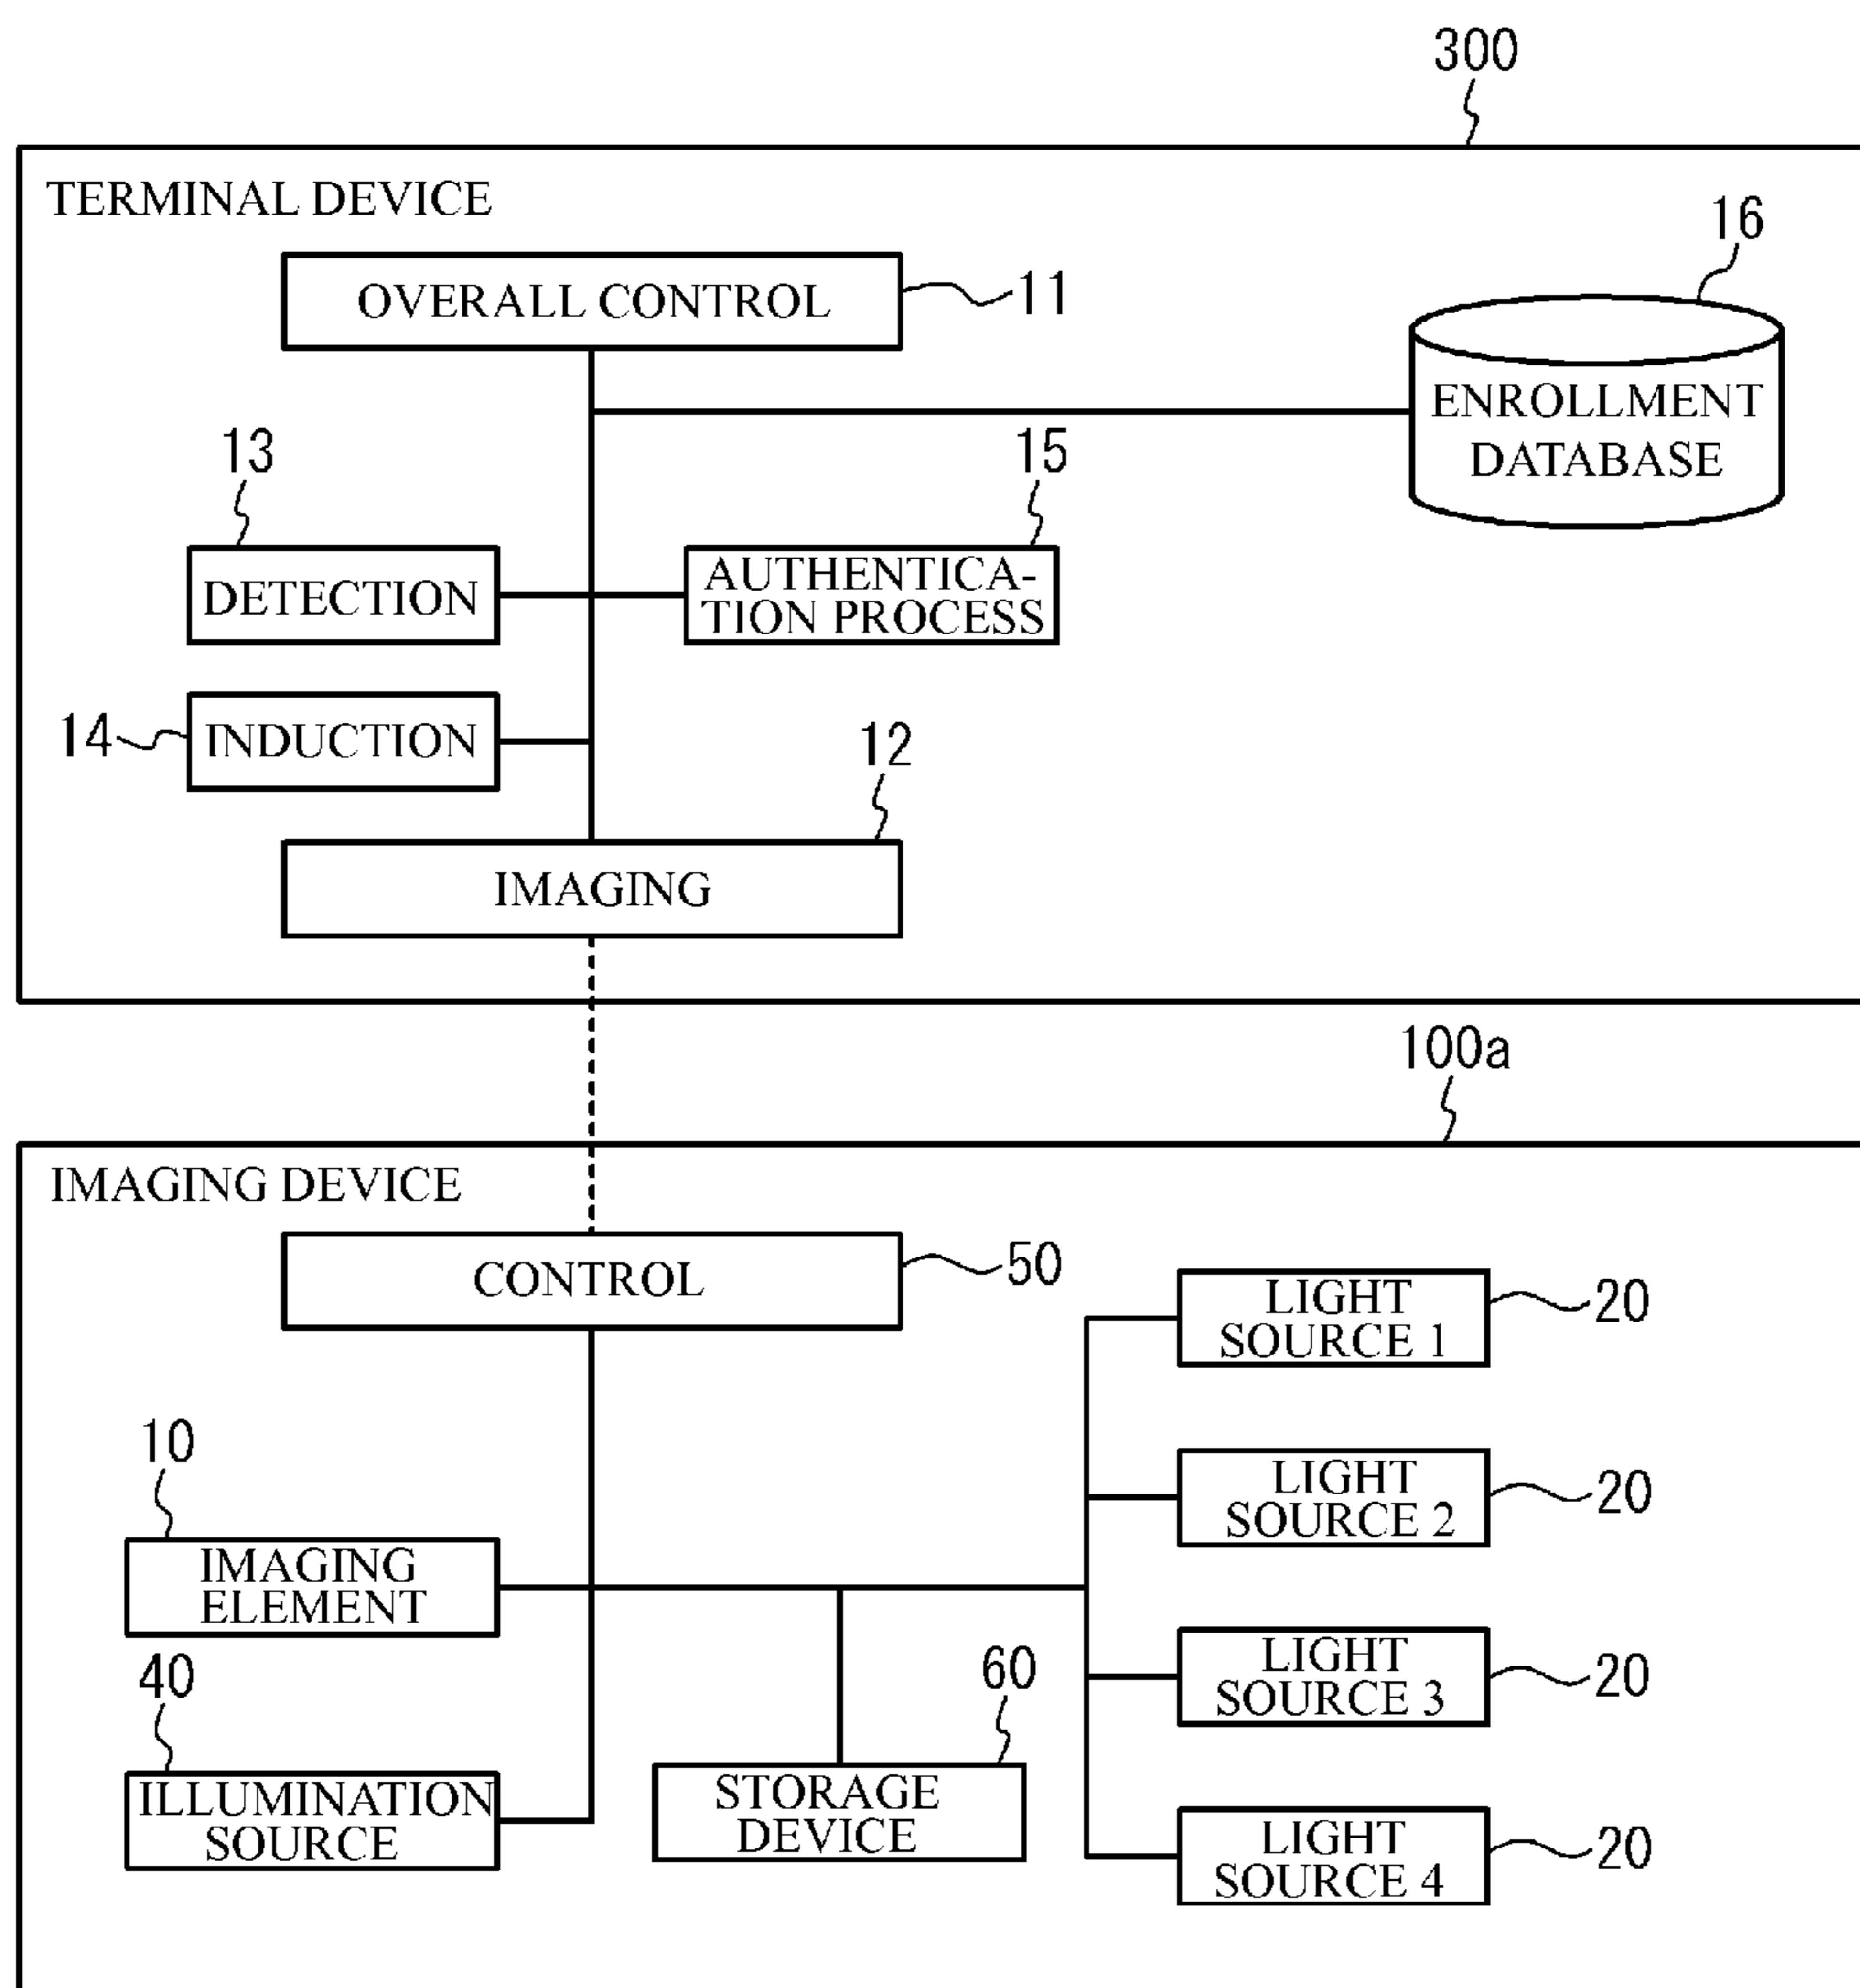 300
TERMINAL DEVICE
16
OVERALL CONTROL
11
ENROLLMENT
DATABASE
13
15
DETECTION
AUTHENTICA-
TION PROCESS
14
INDUCTION
12
IMAGING
100a
IMAGING DEVICE
CONTROL
50
LIGHT
SOURCE 1
20
10
LIGHT
SOURCE 2
20
IMAGING
ELEMENT
40
60
LIGHT
SOURCE 3
20
ILLUMINATION
SOURCE
STORAGE
DEVICE
LIGHT
SOURCE 4
20